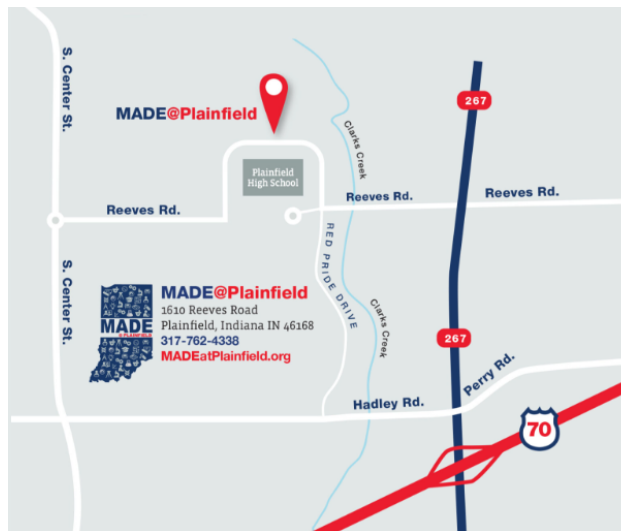 S. Center St.
MADE@Plainfield
267
Clarks Creek
Plainfield
High School
Reeves Rd.
Reeves Rd.
Reeves Rd.
RED PRIDE DRIVE
S. Center St.
MADE@Plainfield
1610 Reeves Road
Plainfield, Indiana IN 46168
317-762-4338
MADEatPlainfield.org
MADE
@PLAINFIELD
Clarks Creek
267
Perry Rd.
Hadley Rd.
70